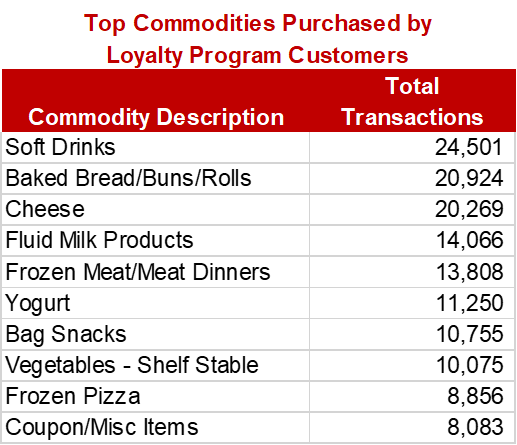 Top Commodities Purchased by
Loyalty Program Customers
Commodity Description Total Transactions
Soft Drinks 24,501
Baked Bread/Buns/Rolls 20,924
Cheese 20,269
Fluid Milk Products 14,066
Frozen Meat/Meat Dinners 13,808
Yogurt 11,250
Bag Snacks 10,755
Vegetables - Shelf Stable 10,075
Frozen Pizza 8,856
Coupon/Misc Items 8,083